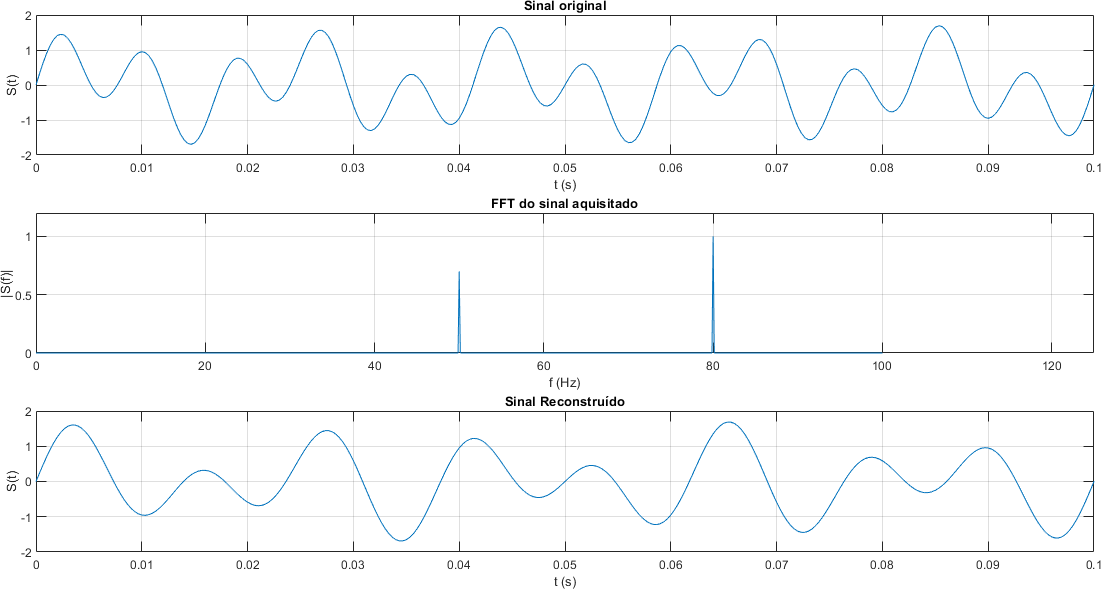 Sinal original
2
1
0
-1
-2
S(t)
0 0.01 0.02 0.03 0.04 0.05 0.06 0.07 0.08 0.09 0.1
t (s)
FFT do sinal aquisitado
1
0.5
0
|S(f)|
0 20 40 60 80 100 120
f (Hz)
Sinal Reconstruído
2
1
0
-1
-2
S(t)
0 0.01 0.02 0.03 0.04 0.05 0.06 0.07 0.08 0.09 0.1
t (s)